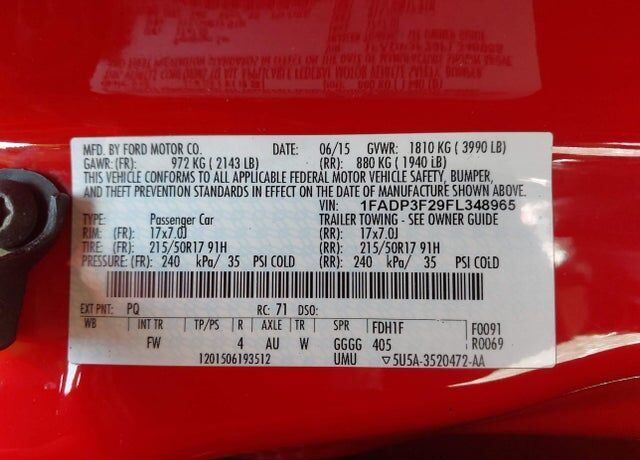 MFD. BY FORD MOTOR CO. DATE: 06/15 GVWR: 1810 KG ( 3990 LB)
GAWR: (FR): 972 KG ( 2143 LB) (RR): 880 KG ( 1940 LB)
THIS VEHICLE CONFORMS TO ALL APPLICABLE FEDERAL MOTOR VEHICLE SAFETY, BUMPER,
AND THEFT PREVENTION STANDARDS IN EFFECT ON THE DATE OF MANUFACTURE SHOWN ABOVE.
VIN: 1FADP3F29FL348965
TYPE: Passenger Car TRAILER TOWING - SEE OWNER GUIDE
RIM: (FR): 17x7.0J (RR): 17x7.0J
TIRE: (FR): 215/50R17 91H (RR): 215/50R17 91H
PRESSURE: (FR): 240 kPa/ 35 PSI COLD (RR): 240 kPa/ 35 PSI COLD
EXT PNT: PQ RC: 71 DSO:
WB INT TR TP/PS R AXLE TR SPR FDH1F F0091
FW 4 AU W GGGG 405 R0069
1201506193512 UMU ▽5U5A-3520472-AA